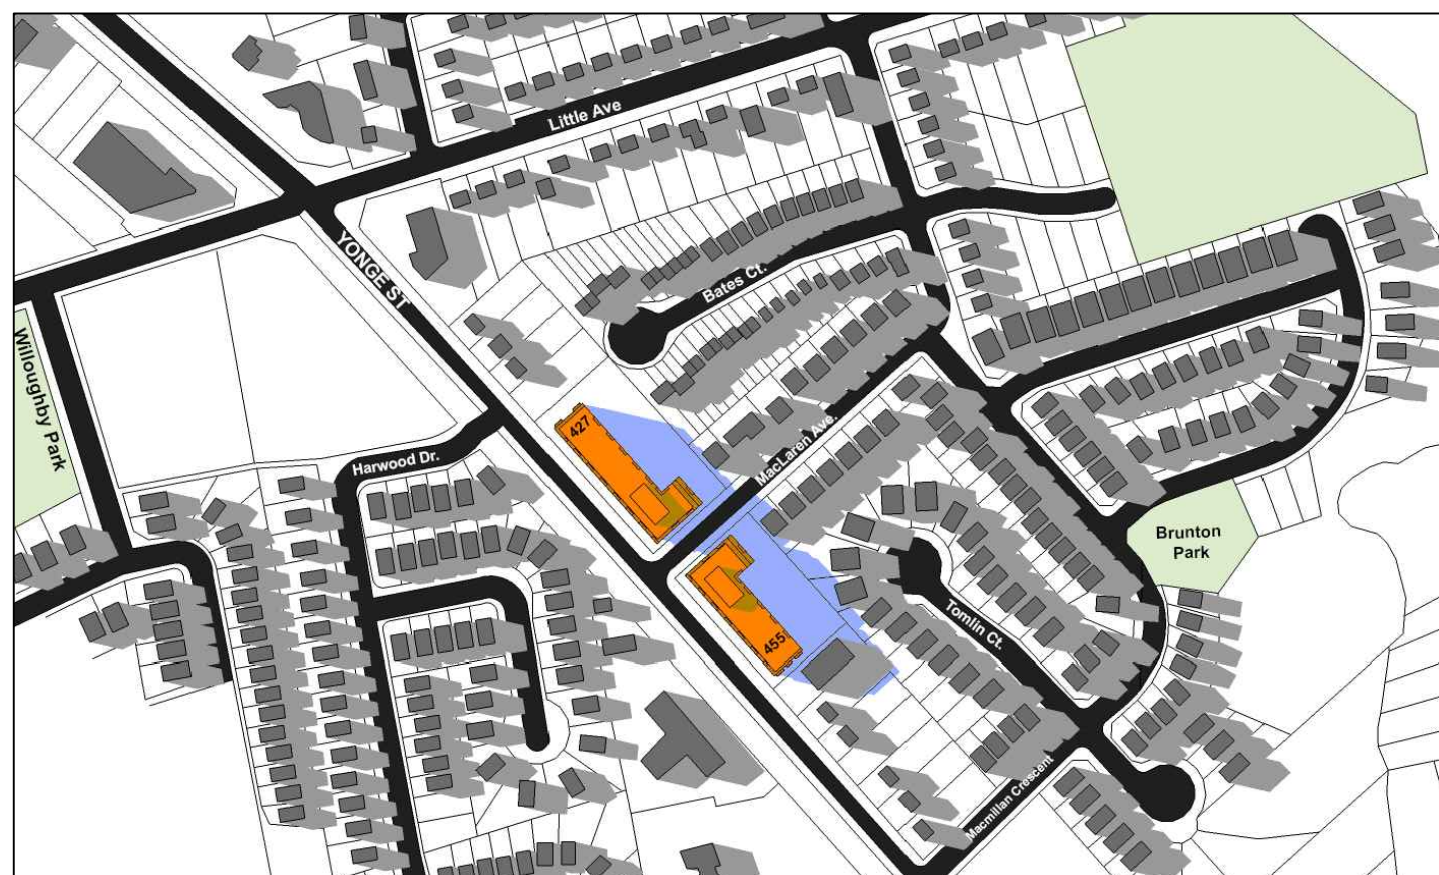 Little Ave
YONGE ST
Bates Ct.
Willoughby Park
427
MacLaren Ave.
Harwood Dr.
Brunton
Park
455
Tomlin Ct.
Macmillan Crescent